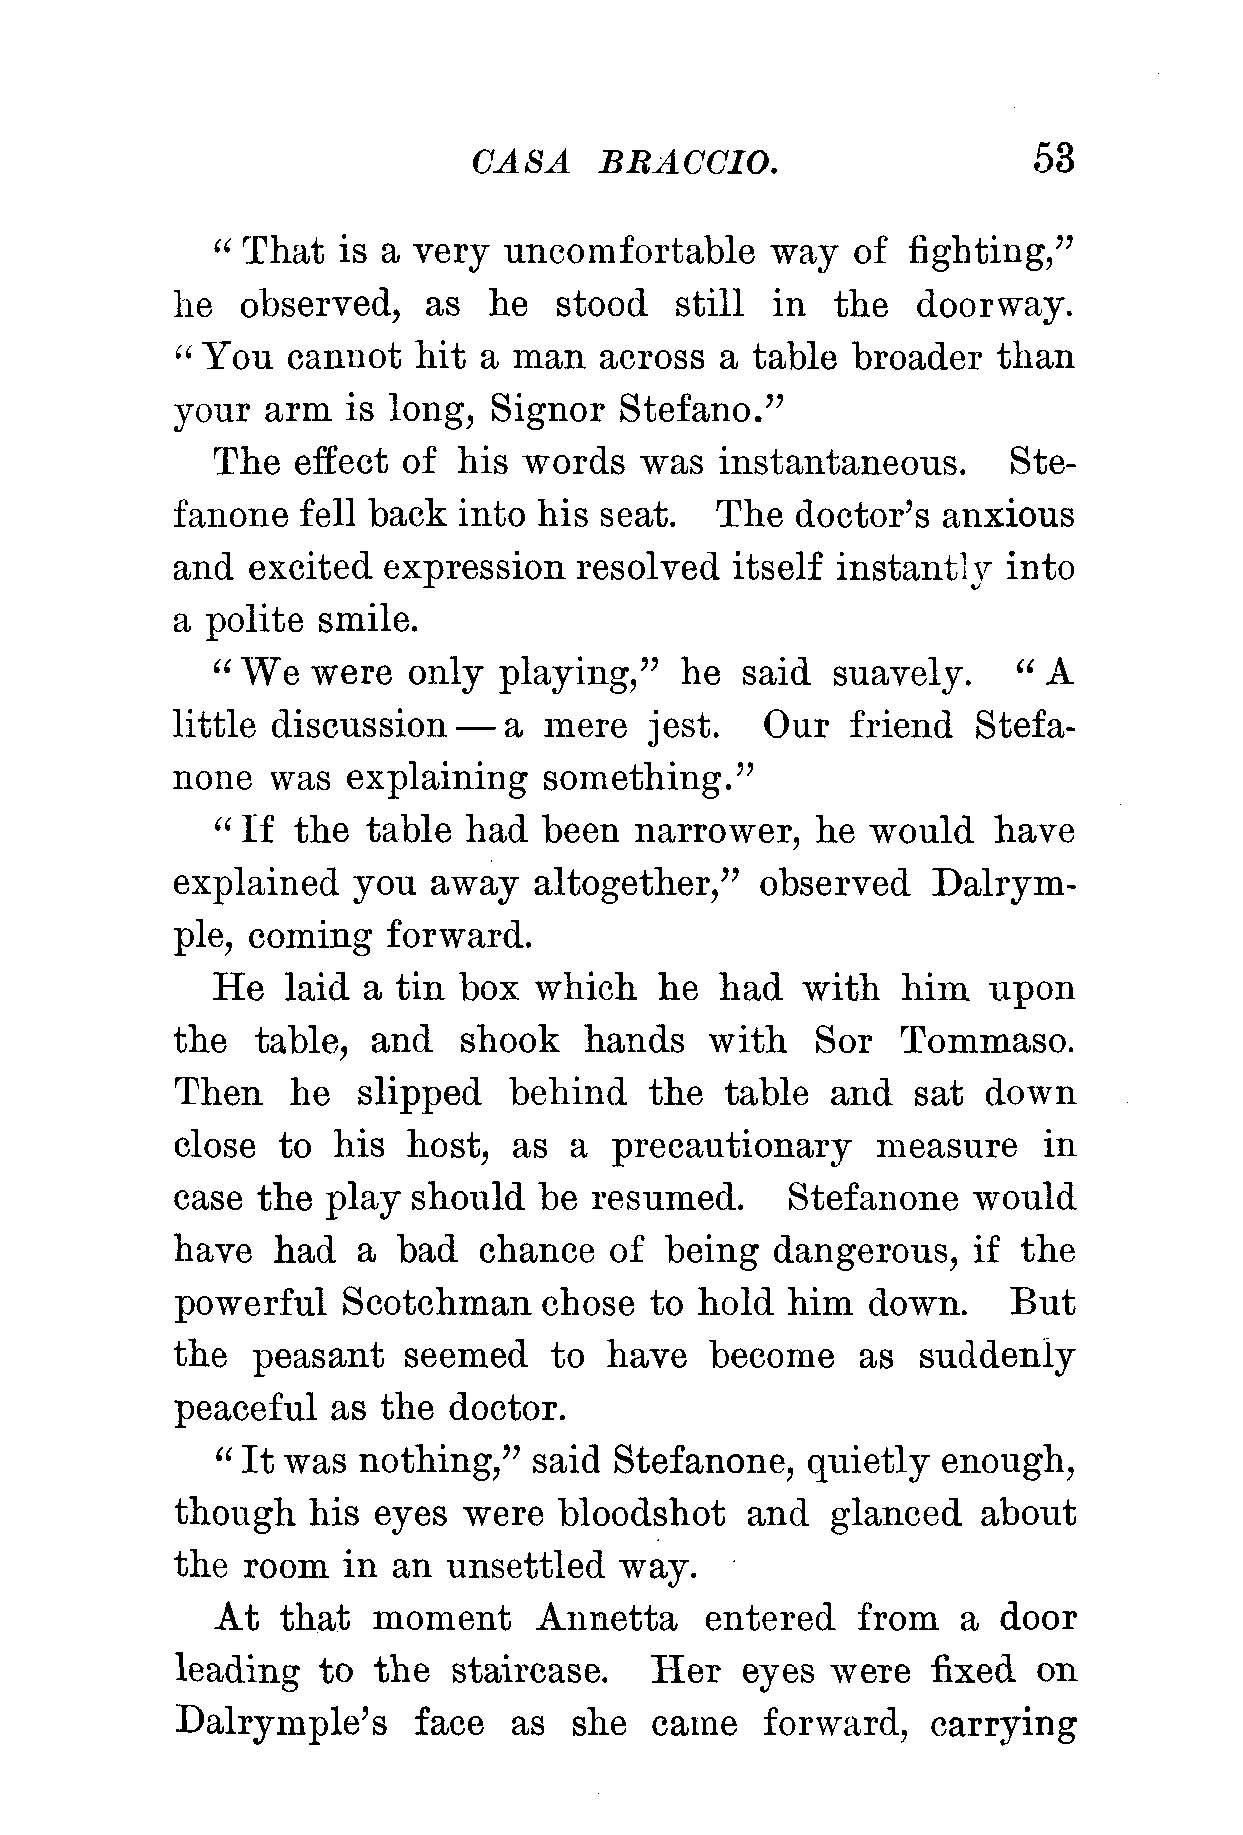 CASA BRACCIO. 53
“ That is a very uncomfortable way of fighting,”
he observed, as he stood still in the doorway.
“ You cannot hit a man across a table broader than
your arm is long, Signor Stefano.”
The effect of his words was instantaneous. Ste-
fanone fell back into his seat. The doctor’s anxious
and excited expression resolved itself instantly into
a polite smile.
“ We were only playing,” he said suavely. “ A
little discussion — a mere jest. Our friend Stefa-
none was explaining something.”
“ If the table had been narrower, he would have
explained you away altogether,” observed Dalrym-
ple, coming forward.
He laid a tin box which he had with him upon
the table, and shook hands with Sor Tommaso.
Then he slipped behind the table and sat down
close to his host, as a precautionary measure in
case the play should be resumed. Stefanone would
have had a bad chance of being dangerous, if the
powerful Scotchman chose to hold him down. But
the peasant seemed to have become as suddenly
peaceful as the doctor.
“ It was nothing,” said Stefanone, quietly enough,
though his eyes were bloodshot and glanced about
the room in an unsettled way.
At that moment Annetta entered from a door
leading to the staircase. Her eyes were fixed on
Dalrymple’s face as she came forward, carrying